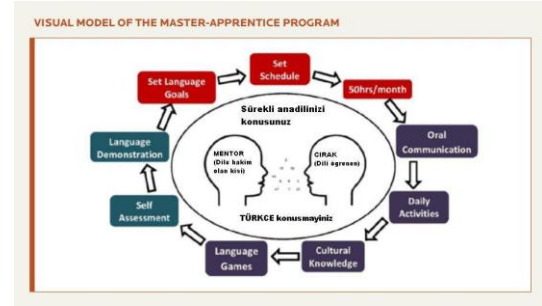 VISUAL MODEL OF THE MASTER-APPRENTICE PROGRAM
Set
Schedule
Set Language
Goals
50hrs/month
Sürekli anadilinizi
konusunuz
Language
Demonstration
Oral
Communication
MENTOR
(Dile hakim
olan kisi)
CIRAK
(Dili ögrenen)
Self
Assessment
Daily
Activities
TÜRKCE konusmayiniz
Language
Games
Cultural
Knowledge